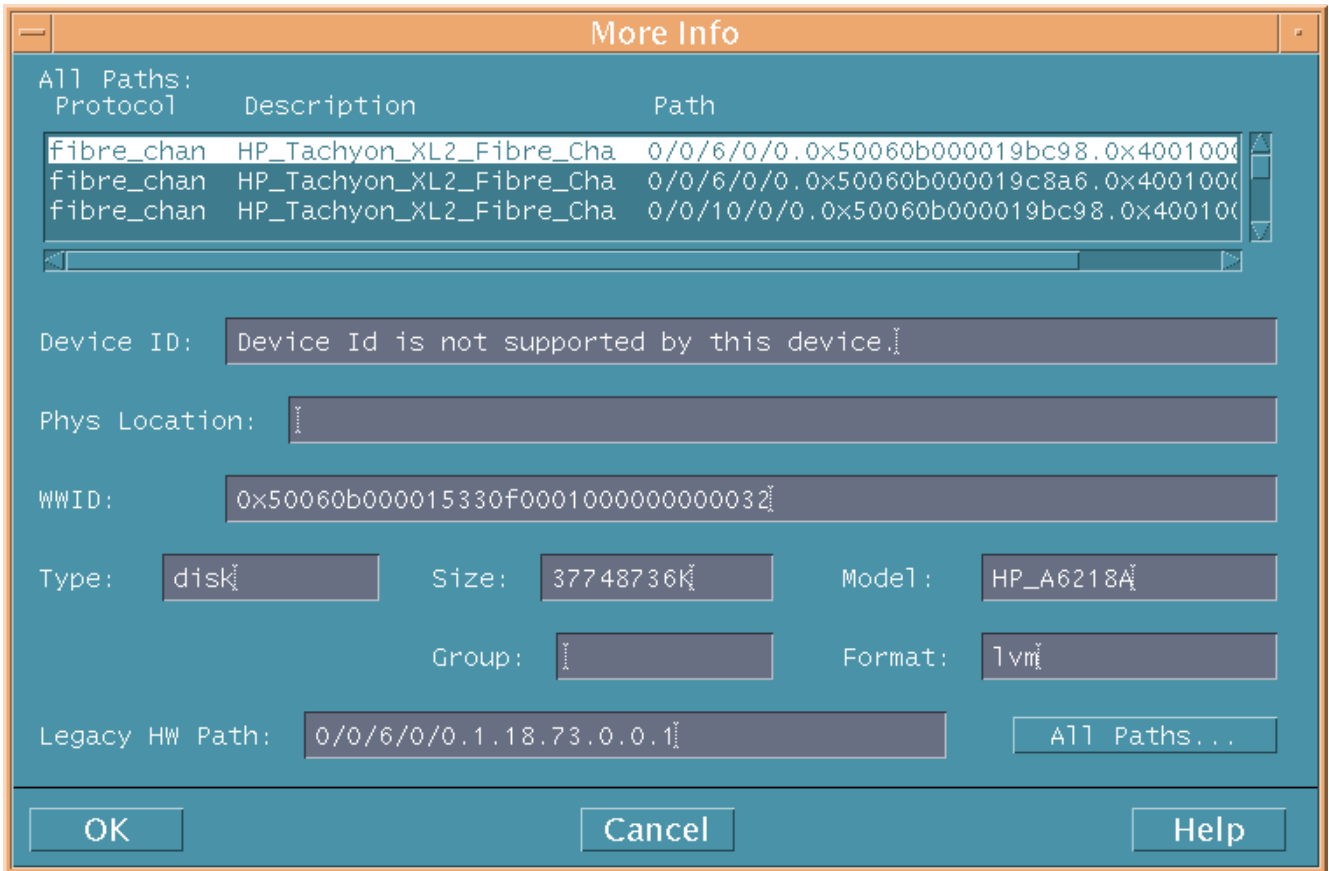 More Info
All Paths:
Protocol Description Path
fibre_chan HP_Tachyon_XL2_Fibre_Cha 0/0/6/0/0.0x50060b000019bc98.0x400100(
fibre_chan HP_Tachyon_XL2_Fibre_Cha 0/0/6/0/0.0x50060b000019c8a6.0x400100(
fibre_chan HP_Tachyon_XL2_Fibre_Cha 0/0/10/0/0.0x50060b000019bc98.0x40010(
Device ID: Device Id is not supported by this device.
Phys Location:
WWID: 0x50060b000015330f0001000000000032
Type: disk Size: 37748736K Model: HP_A6218A
Group: Format: lvm
Legacy HW Path: 0/0/6/0/0.1.18.73.0.0.1 All Paths...
OK Cancel Help